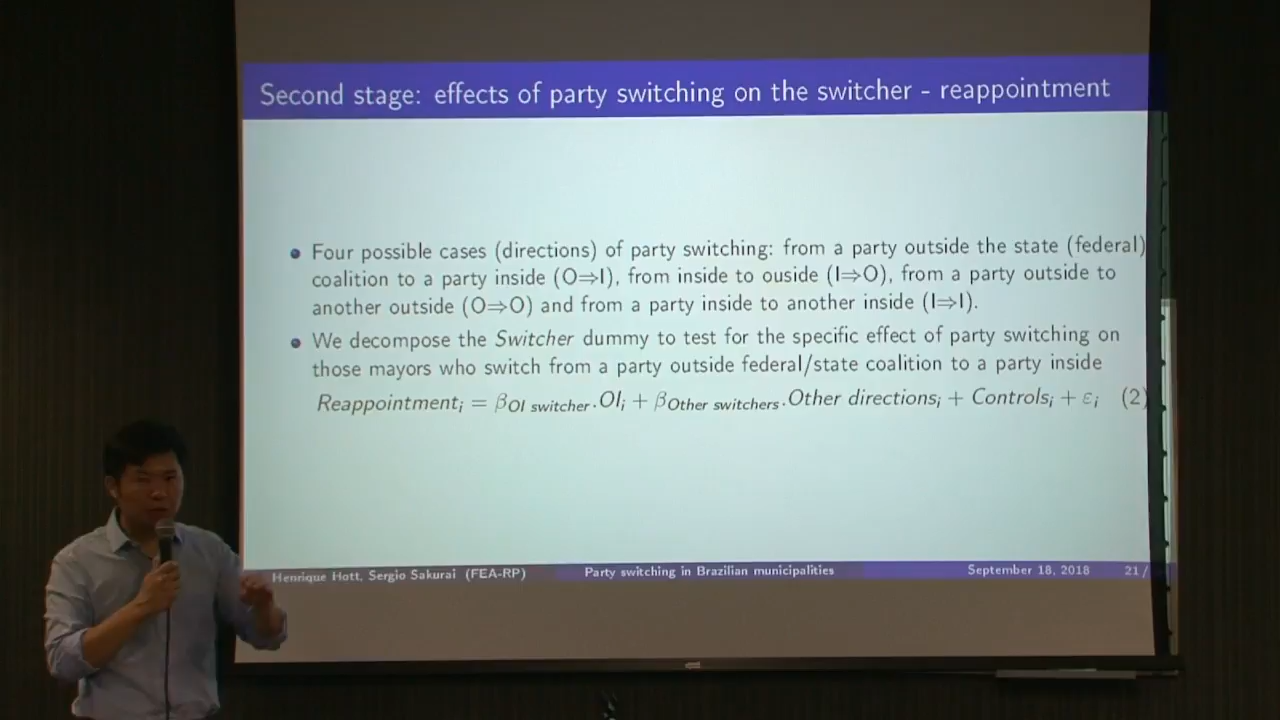 Second stage: effects of party switching on the switcher - reappointment
Four possible cases (directions) of party switching: from a party outside the state (federal)
coalition to a party inside (O⇒I), from inside to ouside (I⇒O), from a party outside to
another outside (O⇒O) and from a party inside to another inside (I⇒I).
We decompose the Switcher dummy to test for the specific effect of party switching on
those mayors who switch from a party outside federal/state coalition to a party inside
Reappointmentᵢ = β_OI switcher.OIᵢ + β_Other switchers.Other directionsᵢ + Controlsᵢ + εᵢ (2)
Henrique Hott, Sergio Sakurai (FEA-RP) Party switching in Brazilian municipalities September 18, 2018 21 /